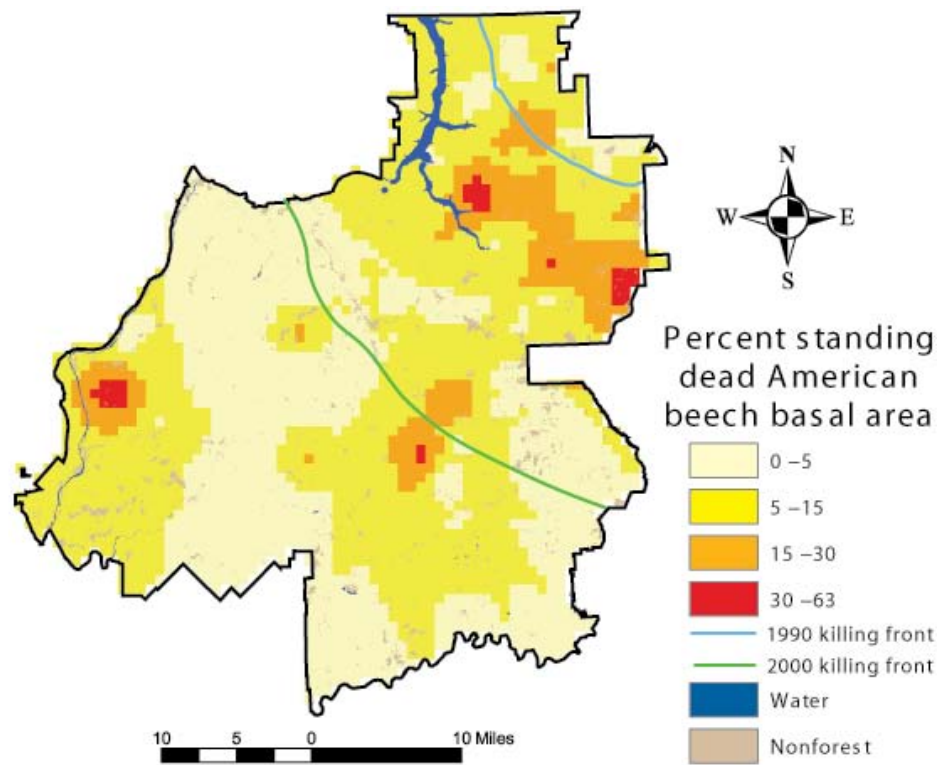 N
W E
S
Percent standing
dead American
beech basal area
0 –5
5 –15
15 –30
30 –63
1990 killing front
2000 killing front
Water
Nonforest
10 5 0 10 Miles